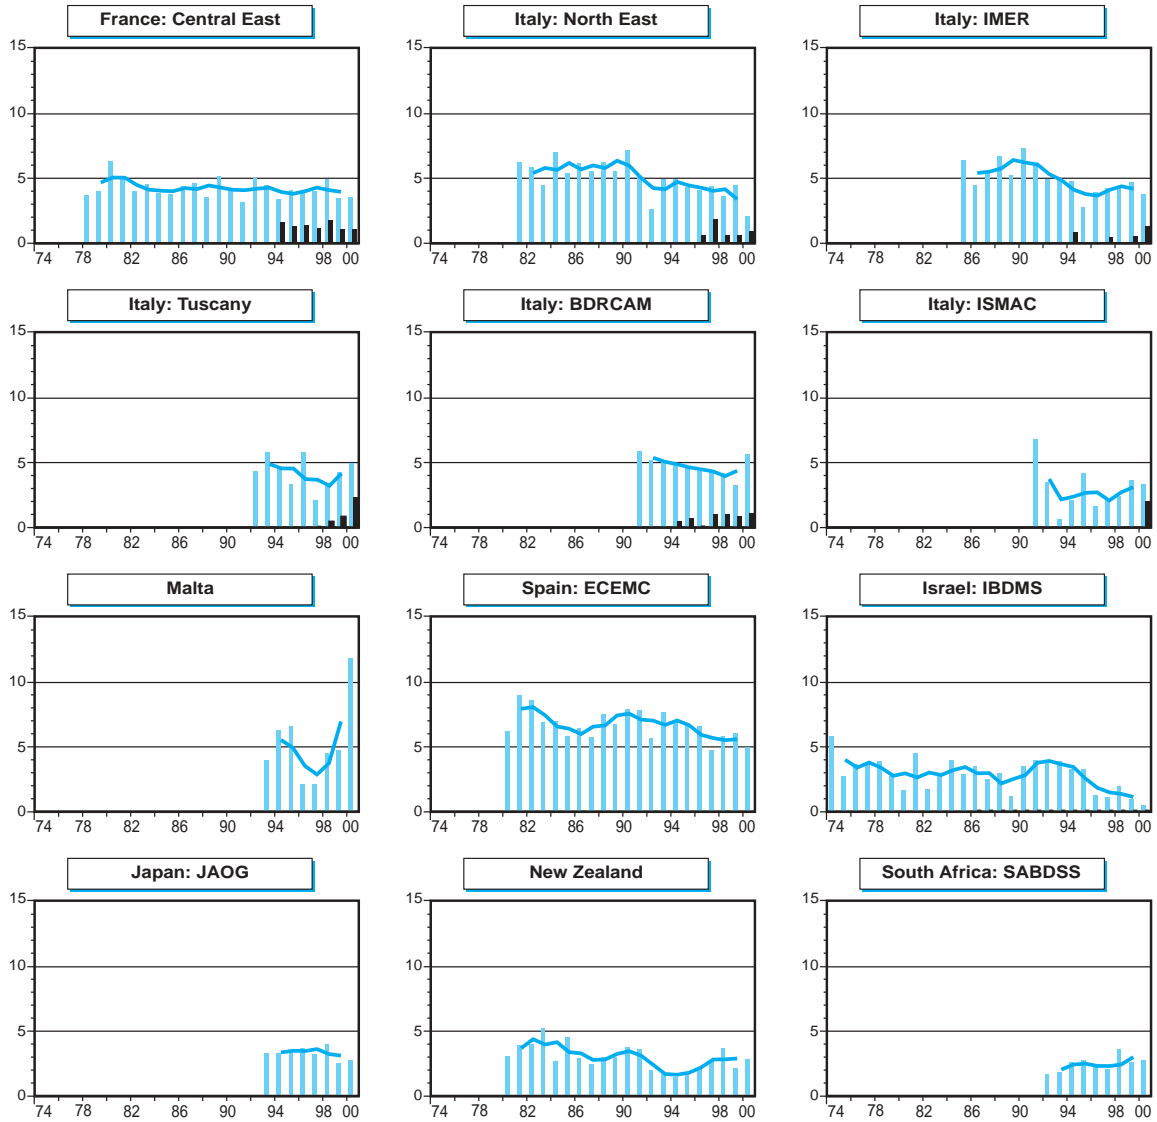 France: Central East
Italy: North East
Italy: IMER
15
10
5
0
74 78 82 86 90 94 98 00
15
10
5
0
74 78 82 86 90 94 98 00
15
10
5
0
74 78 82 86 90 94 98 00
Italy: Tuscany
Italy: BDRCAM
Italy: ISMAC
15
10
5
0
74 78 82 86 90 94 98 00
15
10
5
0
74 78 82 86 90 94 98 00
15
10
5
0
74 78 82 86 90 94 98 00
Malta
Spain: ECEMC
Israel: IBDMS
15
10
5
0
74 78 82 86 90 94 98 00
15
10
5
0
74 78 82 86 90 94 98 00
15
10
5
0
74 78 82 86 90 94 98 00
Japan: JAOG
New Zealand
South Africa: SABDSS
15
10
5
0
74 78 82 86 90 94 98 00
15
10
5
0
74 78 82 86 90 94 98 00
15
10
5
0
74 78 82 86 90 94 98 00